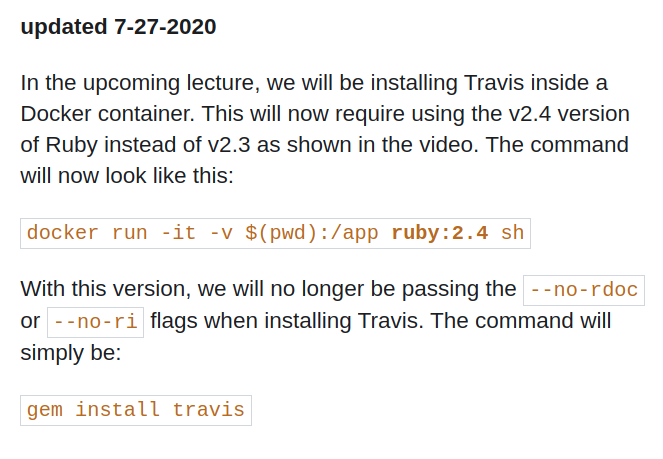 updated 7-27-2020
In the upcoming lecture, we will be installing Travis inside a
Docker container. This will now require using the v2.4 version
of Ruby instead of v2.3 as shown in the video. The command
will now look like this:
docker run -it -v $(pwd):/app ruby:2.4 sh
With this version, we will no longer be passing the --no-rdoc
or --no-ri flags when installing Travis. The command will
simply be:
gem install travis